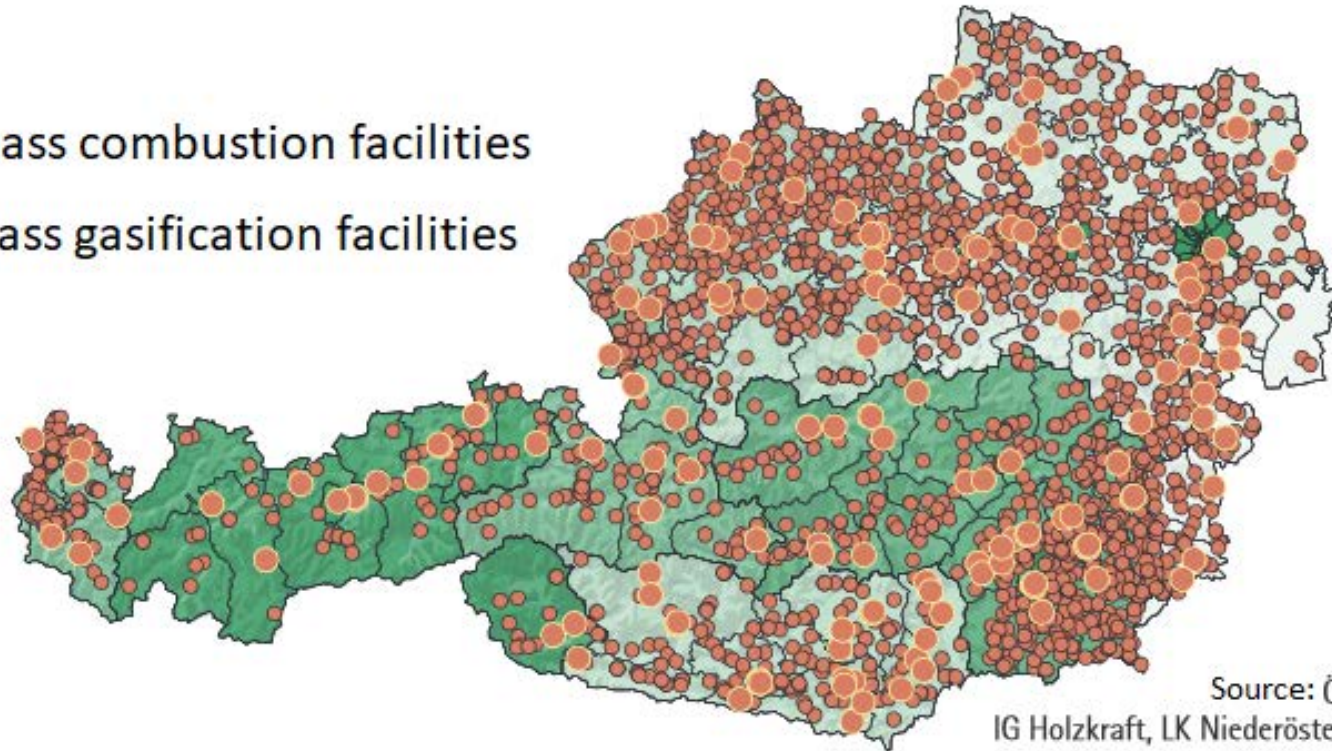 ass combustion facilities
ass gasification facilities
Source: (
IG Holzkraft, LK Niederöste